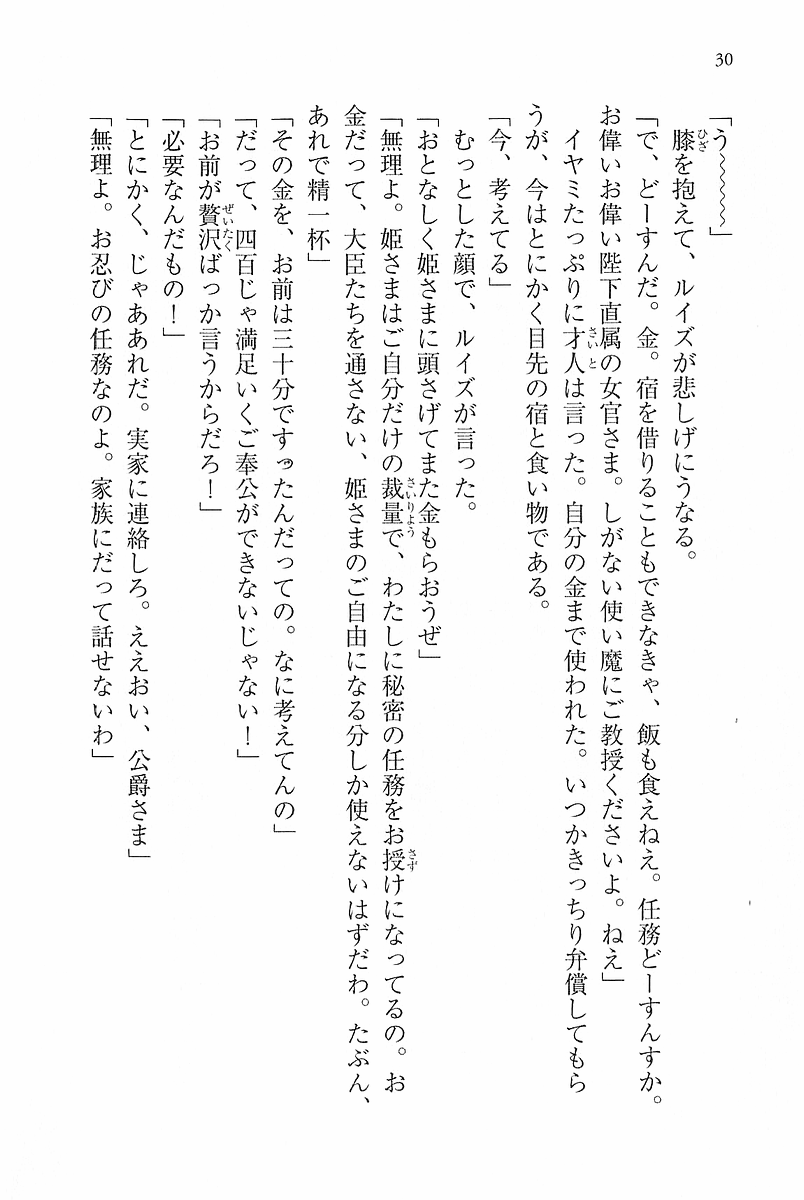 30
「う〜〜〜〜〜」
　膝を抱えて、ルイズが悲しげにうなる。
「で、どーすんだ。金。宿を借りることもできなきゃ、飯も食えねえ。任務どーすんすか。
お偉いお偉い陛下直属の女官さま。しがない使い魔にご教授くださいよ。ねえ」
　イヤミたっぷりに才人は言った。自分の金まで使われた。いつかきっちり弁償してもら
うが、今はとにかく目先の宿と食い物である。
「今、考えてる」
　むっとした顔で、ルイズが言った。
「おとなしく姫さまに頭さげてまた金もらおうぜ」
「無理よ。姫さまはご自分だけの裁量で、わたしに秘密の任務をお授けになってるの。お
金だって、大臣たちを通さない、姫さまのご自由になる分しか使えないはずだわ。たぶん、
あれで精一杯」
「その金を、お前は三十分ですったんだっての。なに考えてんの」
「だって、四百じゃ満足いくご奉公ができないじゃない！」
「お前が贅沢ばっか言うからだろ！」
「必要なんだもの！」
「とにかく、じゃああれだ。実家に連絡しろ。ええおい、公爵さま」
「無理よ。お忍びの任務なのよ。家族にだって話せないわ」